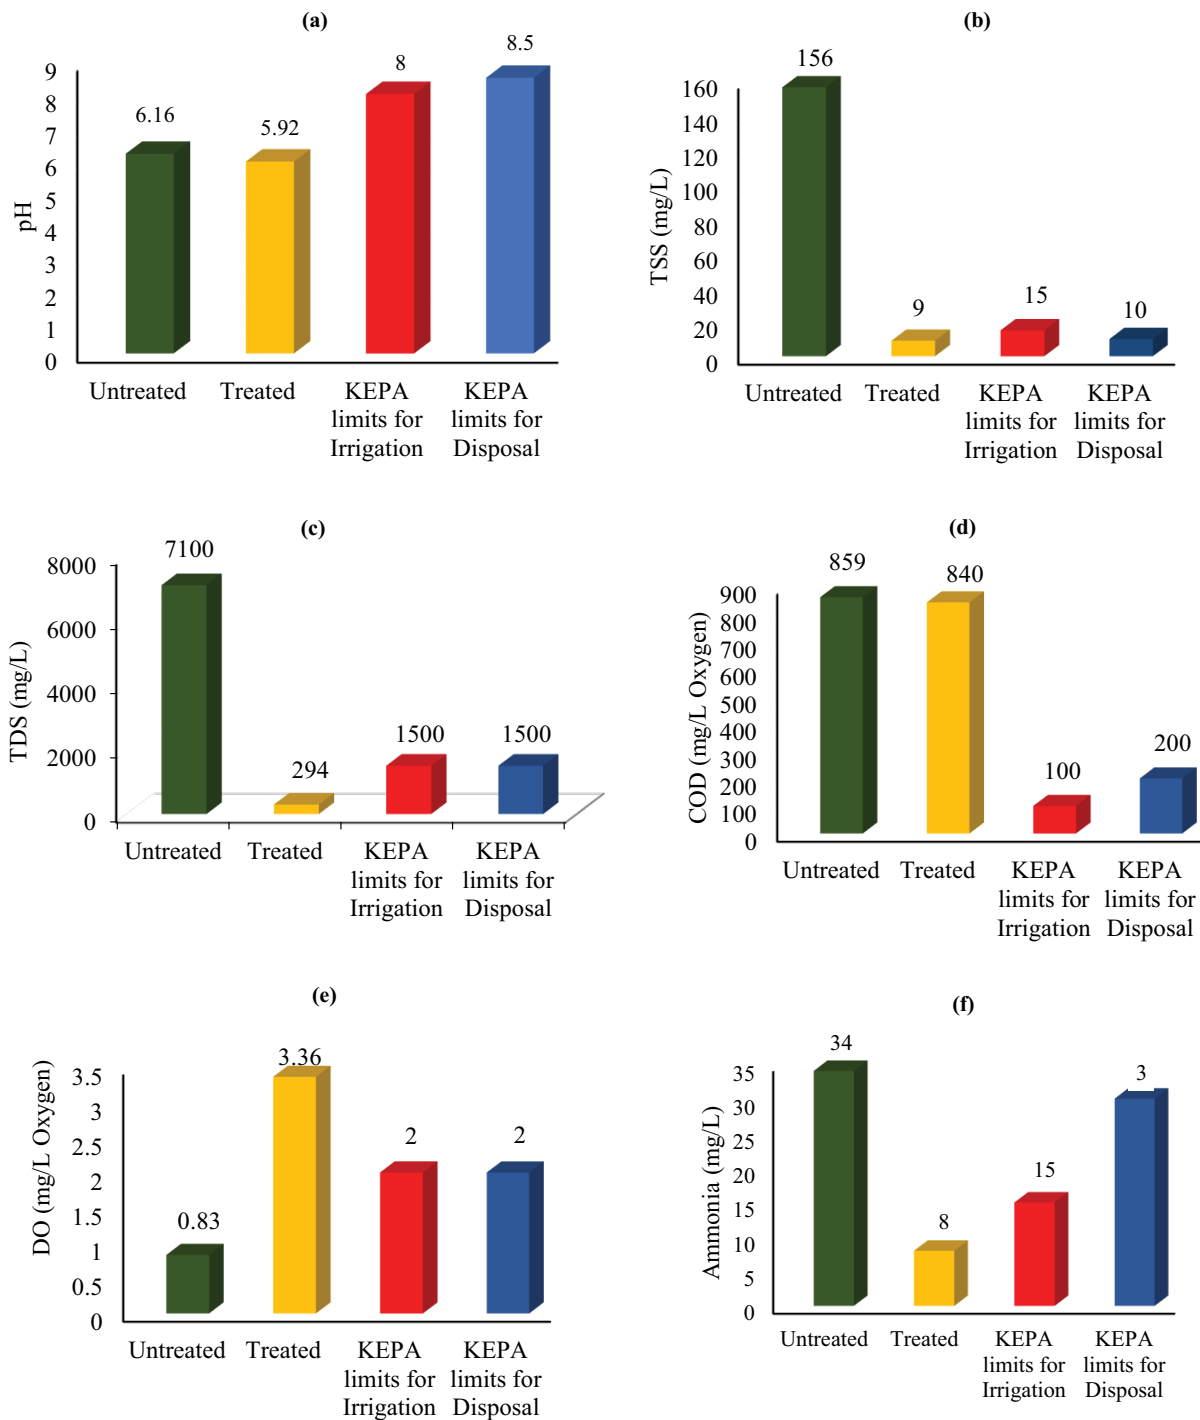 (a)
pH
9
8
7
6
5
4
3
2
1
0
6.16
5.92
8
8.5
Untreated
Treated
KEPA
limits for
Irrigation
KEPA
limits for
Disposal
(b)
TSS (mg/L)
160
140
120
100
80
60
40
20
0
156
9
15
10
Untreated
Treated
KEPA
limits for
Irrigation
KEPA
limits for
Disposal
(c)
TDS (mg/L)
8000
6000
4000
2000
0
7100
294
1500
1500
Untreated
Treated
KEPA
limits for
Irrigation
KEPA
limits for
Disposal
(d)
COD (mg/L Oxygen)
900
800
700
600
500
400
300
200
100
0
859
840
100
200
Untreated
Treated
KEPA
limits for
Irrigation
KEPA
limits for
Disposal
(e)
DO (mg/L Oxygen)
3.5
3
2.5
2
1.5
1
0.5
0
0.83
3.36
2
2
Untreated
Treated
KEPA
limits for
Irrigation
KEPA
limits for
Disposal
(f)
Ammonia (mg/L)
35
30
25
20
15
10
5
0
34
8
15
3
Untreated
Treated
KEPA
limits for
Irrigation
KEPA
limits for
Disposal